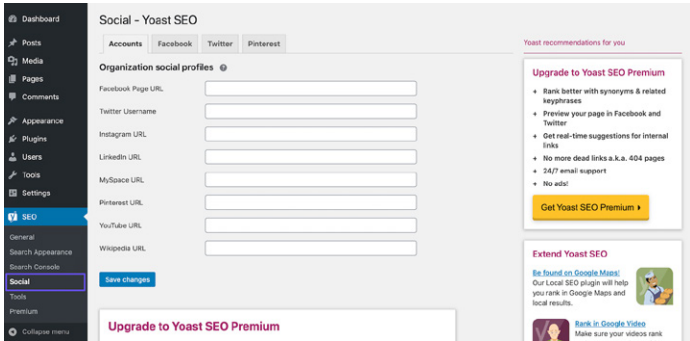 Dashboard
Posts
Media
Pages
Comments
Appearance
Plugins
Users
Tools
Settings
SEO
General
Search Appearance
Search Console
Social
Tools
Premium
Collapse menu
Social - Yoast SEO
Accounts
Facebook
Twitter
Pinterest
Organization social profiles
Facebook Page URL
Twitter Username
Instagram URL
LinkedIn URL
MySpace URL
Pinterest URL
YouTube URL
Wikipedia URL
Save changes
Upgrade to Yoast SEO Premium
Yoast recommendations for you
Upgrade to Yoast SEO Premium
+ Rank better with synonyms & related
keyphrases
+ Preview your page in Facebook and
Twitter
+ Get real-time suggestions for internal
links
+ No more dead links a.k.a. 404 pages
+ 24/7 email support
+ No ads!
Get Yoast SEO Premium ›
Extend Yoast SEO
Be found on Google Maps!
Our Local SEO plugin will help
you rank in Google Maps and
local results.
Rank in Google Video
Make sure your videos rank